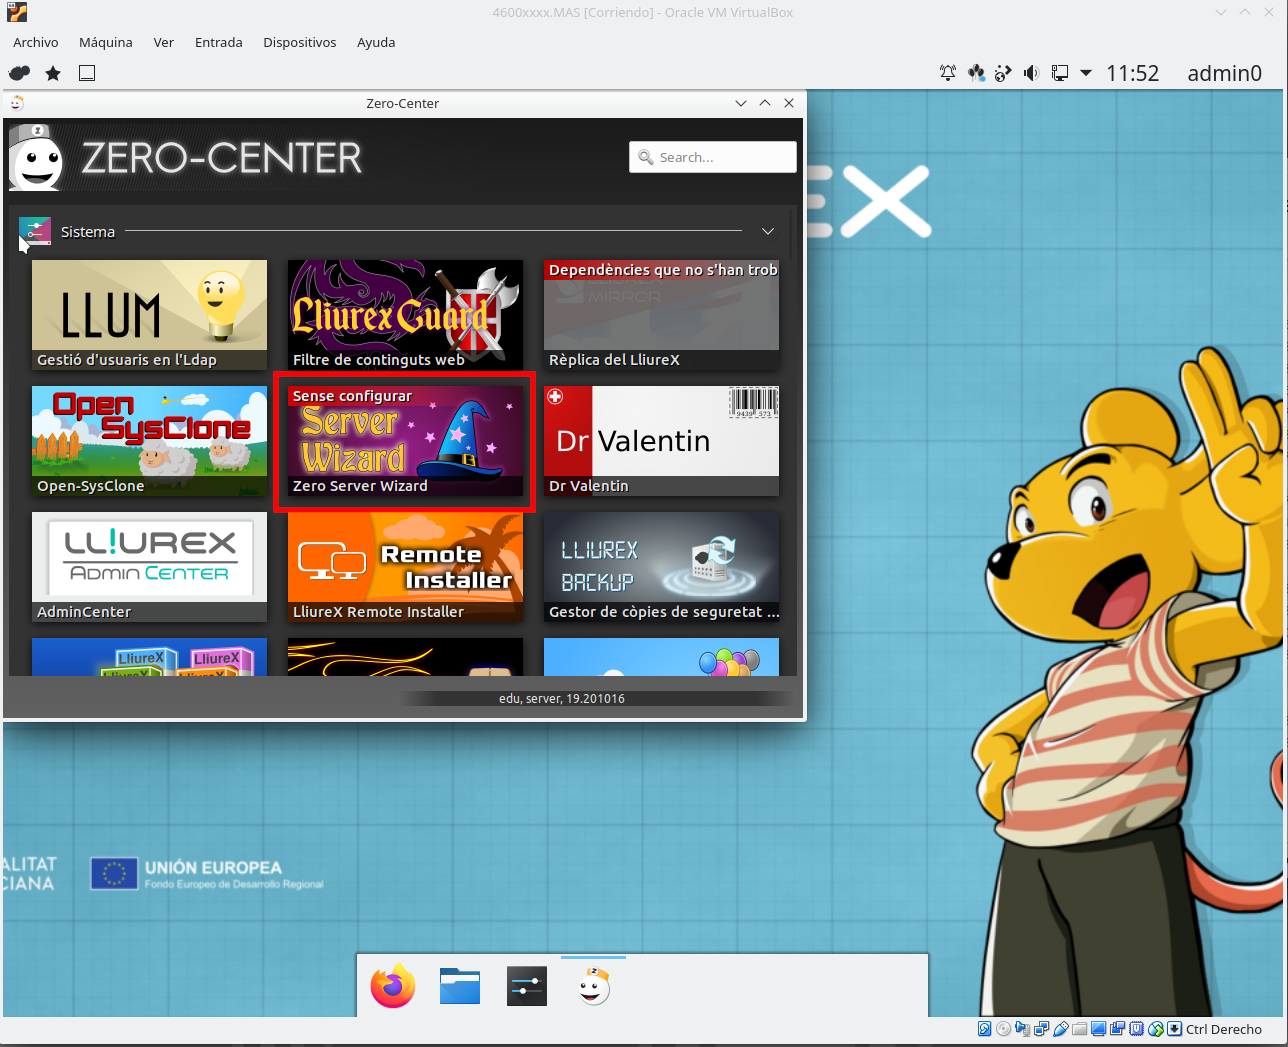 4600xxxx.MAS [Corriendo] - Oracle VM VirtualBox
Archivo Máquina Ver Entrada Dispositivos Ayuda
11:52 admin0
Zero-Center
Z
ZERO-CENTER
Search...
EX
Sistema
LLUM
Gestió d'usuaris en l'Ldap
LliurexGuard
Filtre de continguts web
Dependències que no s'han trob
LLIUREX
MIRROR
Rèplica del LliureX
Open
SysClone
Open-SysClone
Sense configurar
Server
Wizard
Zero Server Wizard
9439 573
Dr Valentin
Dr Valentin
LL!UREX
ADMIN CENTER
AdminCenter
Remote
Installer
LliureX Remote Installer
LLIUREX
BACKUP
Gestor de còpies de seguretat ...
LliureX LliureX
LliureX
edu, server, 19.201016
ALITAT
CIANA
UNIÓN EUROPEA
Fondo Europeo de Desarrollo Regional
Z
Ctrl Derecho